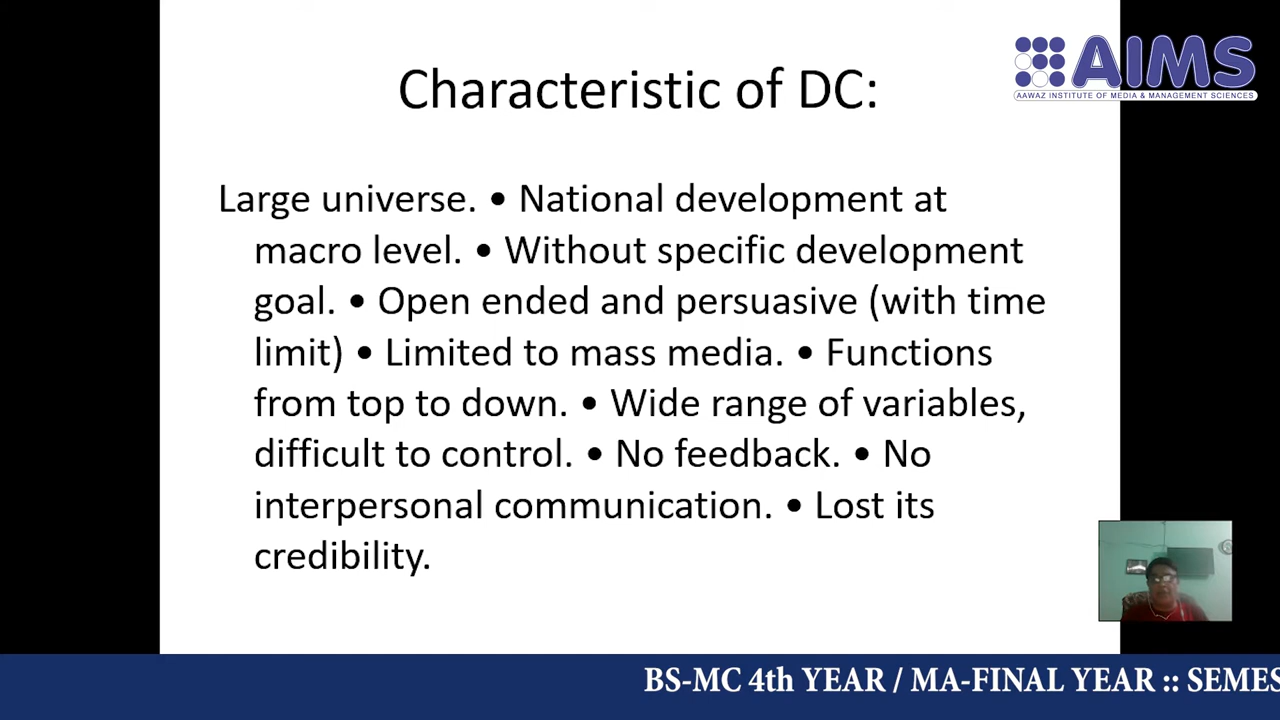 AIMS
AAWAZ INSTITUTE OF MEDIA & MANAGEMENT SCIENCES
Characteristic of DC:
Large universe. • National development at
macro level. • Without specific development
goal. • Open ended and persuasive (with time
limit) • Limited to mass media. • Functions
from top to down. • Wide range of variables,
difficult to control. • No feedback. • No
interpersonal communication. • Lost its
credibility.
BS-MC 4th YEAR / MA-FINAL YEAR :: SEMES